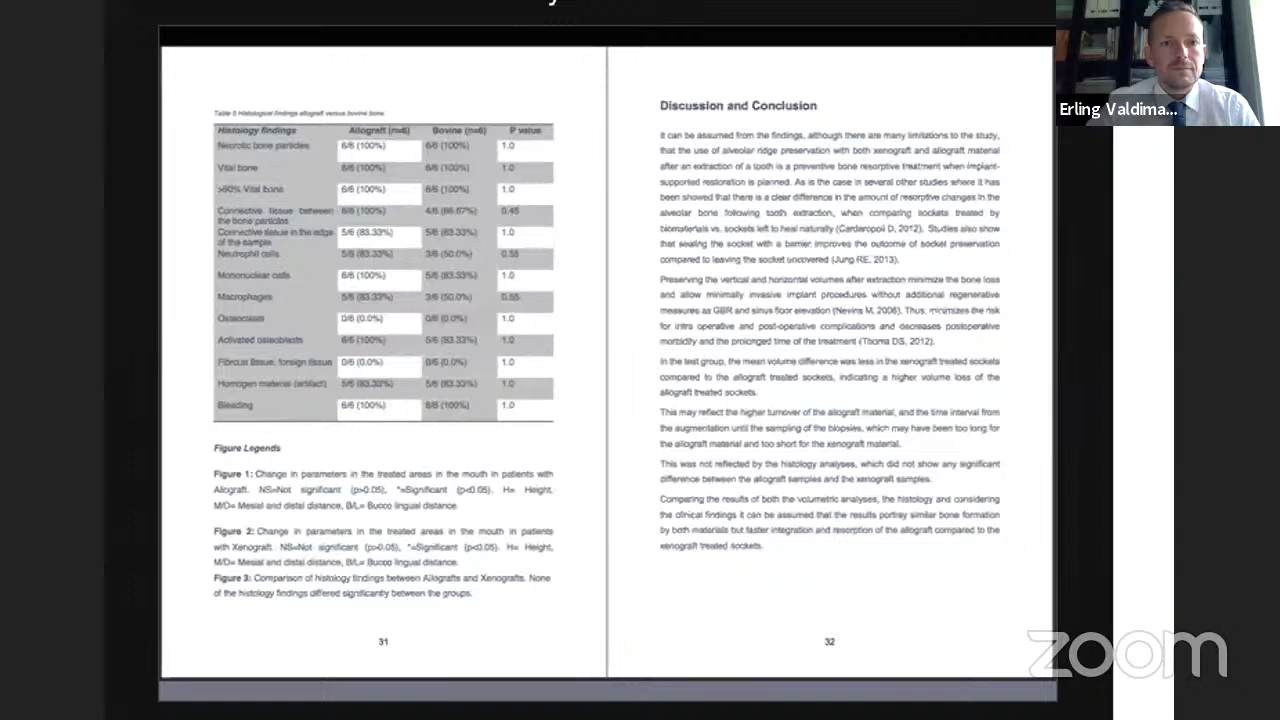 Erling Valdima...
Table 5 Histological findings allograft versus bovine bone.
Histology findings Allograft (n=6) Bovine (n=6) P value
Necrotic bone particles 6/6 (100%) 6/6 (100%) 1.0
Vital bone 6/6 (100%) 6/6 (100%) 1.0
>60% Vital bone 6/6 (100%) 6/6 (100%) 1.0
Connective tissue between 6/6 (100%) 4/6 (66.67%) 0.45
the bone particles
Connective tissue in the edge 5/6 (83.33%) 5/6 (83.33%) 1.0
of the sample
Neutrophil cells 5/6 (83.33%) 3/6 (50.0%) 0.55
Mononuclear cells 6/6 (100%) 5/6 (83.33%) 1.0
Macrophages 5/6 (83.33%) 3/6 (50.0%) 0.55
Osteoclasts 0/6 (0.0%) 0/6 (0.0%) 1.0
Activated osteoblasts 6/6 (100%) 5/6 (83.33%) 1.0
Fibrous tissue, foreign tissue 0/6 (0.0%) 0/6 (0.0%) 1.0
Homogen material (artifact) 5/6 (83.33%) 5/6 (83.33%) 1.0
Bleeding 6/6 (100%) 6/6 (100%) 1.0
Figure Legends
Figure 1: Change in parameters in the treated areas in the mouth in patients with
Allograft. NS=Not significant (p>0.05), *=Significant (p<0.05). H= Height,
M/D= Mesial and distal distance, B/L= Bucco lingual distance.
Figure 2: Change in parameters in the treated areas in the mouth in patients
with Xenograft. NS=Not significant (p>0.05), *=Significant (p<0.05). H= Height,
M/D= Mesial and distal distance, B/L= Bucco lingual distance.
Figure 3: Comparison of histology findings between Allografts and Xenografts. None
of the histology findings differed significantly between the groups.
31
Discussion and Conclusion
It can be assumed from the findings, although there are many limitations to the study,
that the use of alveolar ridge preservation with both xenograft and allograft material
after an extraction of a tooth is a preventive bone resorptive treatment when implant-
supported restoration is planned. As is the case in several other studies where it has
been showed that there is a clear difference in the amount of resorptive changes in the
alveolar bone following tooth extraction, when comparing sockets treated by
biomaterials vs. sockets left to heal naturally (Cardaropoli D, 2012). Studies also show
that sealing the socket with a barrier improves the outcome of socket preservation
compared to leaving the socket uncovered (Jung RE, 2013).
Preserving the vertical and horizontal volumes after extraction minimize the bone loss
and allow minimally invasive implant procedures without additional regenerative
measures as GBR and sinus floor elevation (Nevins M, 2006). Thus, minimizes the risk
for intra operative and post-operative complications and decreases postoperative
morbidity and the prolonged time of the treatment (Thoma DS, 2012).
In the test group, the mean volume difference was less in the xenograft treated sockets
compared to the allograft treated sockets, indicating a higher volume loss of the
allograft treated sockets.
This may reflect the higher turnover of the allograft material, and the time interval from
the augmentation until the sampling of the biopsies, which may have been too long for
the allograft material and too short for the xenograft material.
This was not reflected by the histology analyses, which did not show any significant
difference between the allograft samples and the xenograft samples.
Comparing the results of both the volumetric analyses, the histology and considering
the clinical findings it can be assumed that the results portray similar bone formation
by both materials but faster integration and resorption of the allograft compared to the
xenograft treated sockets.
32
zoom